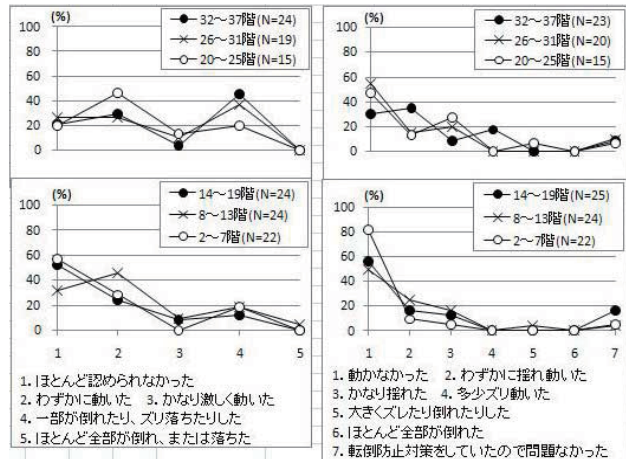 (%)
100
80
60
40
20
0
32～37階(N=24)
26～31階(N=19)
20～25階(N=15)
(%)
100
80
60
40
20
0
32～37階(N=23)
26～31階(N=20)
20～25階(N=15)
(%)
100
80
60
40
20
0
14～19階(N=24)
8～13階(N=24)
2～7階(N=22)
1 2 3 4 5
1. ほとんど認められなかった
2. わずかに動いた 3. かなり激しく動いた
4. 一部が倒れたり、ズリ落ちたりした
5. ほとんど全部が倒れ、または落ちた
(%)
100
80
60
40
20
0
14～19階(N=25)
8～13階(N=24)
2～7階(N=22)
1 2 3 4 5 6 7
1. 動かなかった 2. わずかに揺れ動いた
3. かなり揺れた 4. 多少ズリ動いた
5. 大きくズレたり倒れたりした
6. ほとんど全部が倒れた
7. 転倒防止対策をしていたので問題なかった